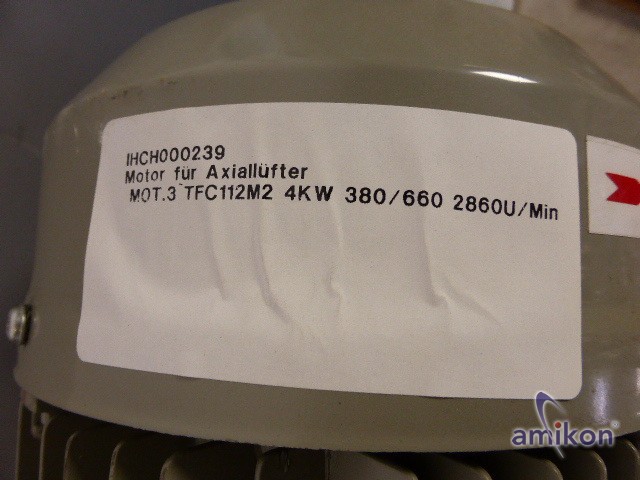 IHCH000239
Motor für Axiallüfter
MOT.3~TFC112M2 4KW 380/660 2860U/Min
amikon